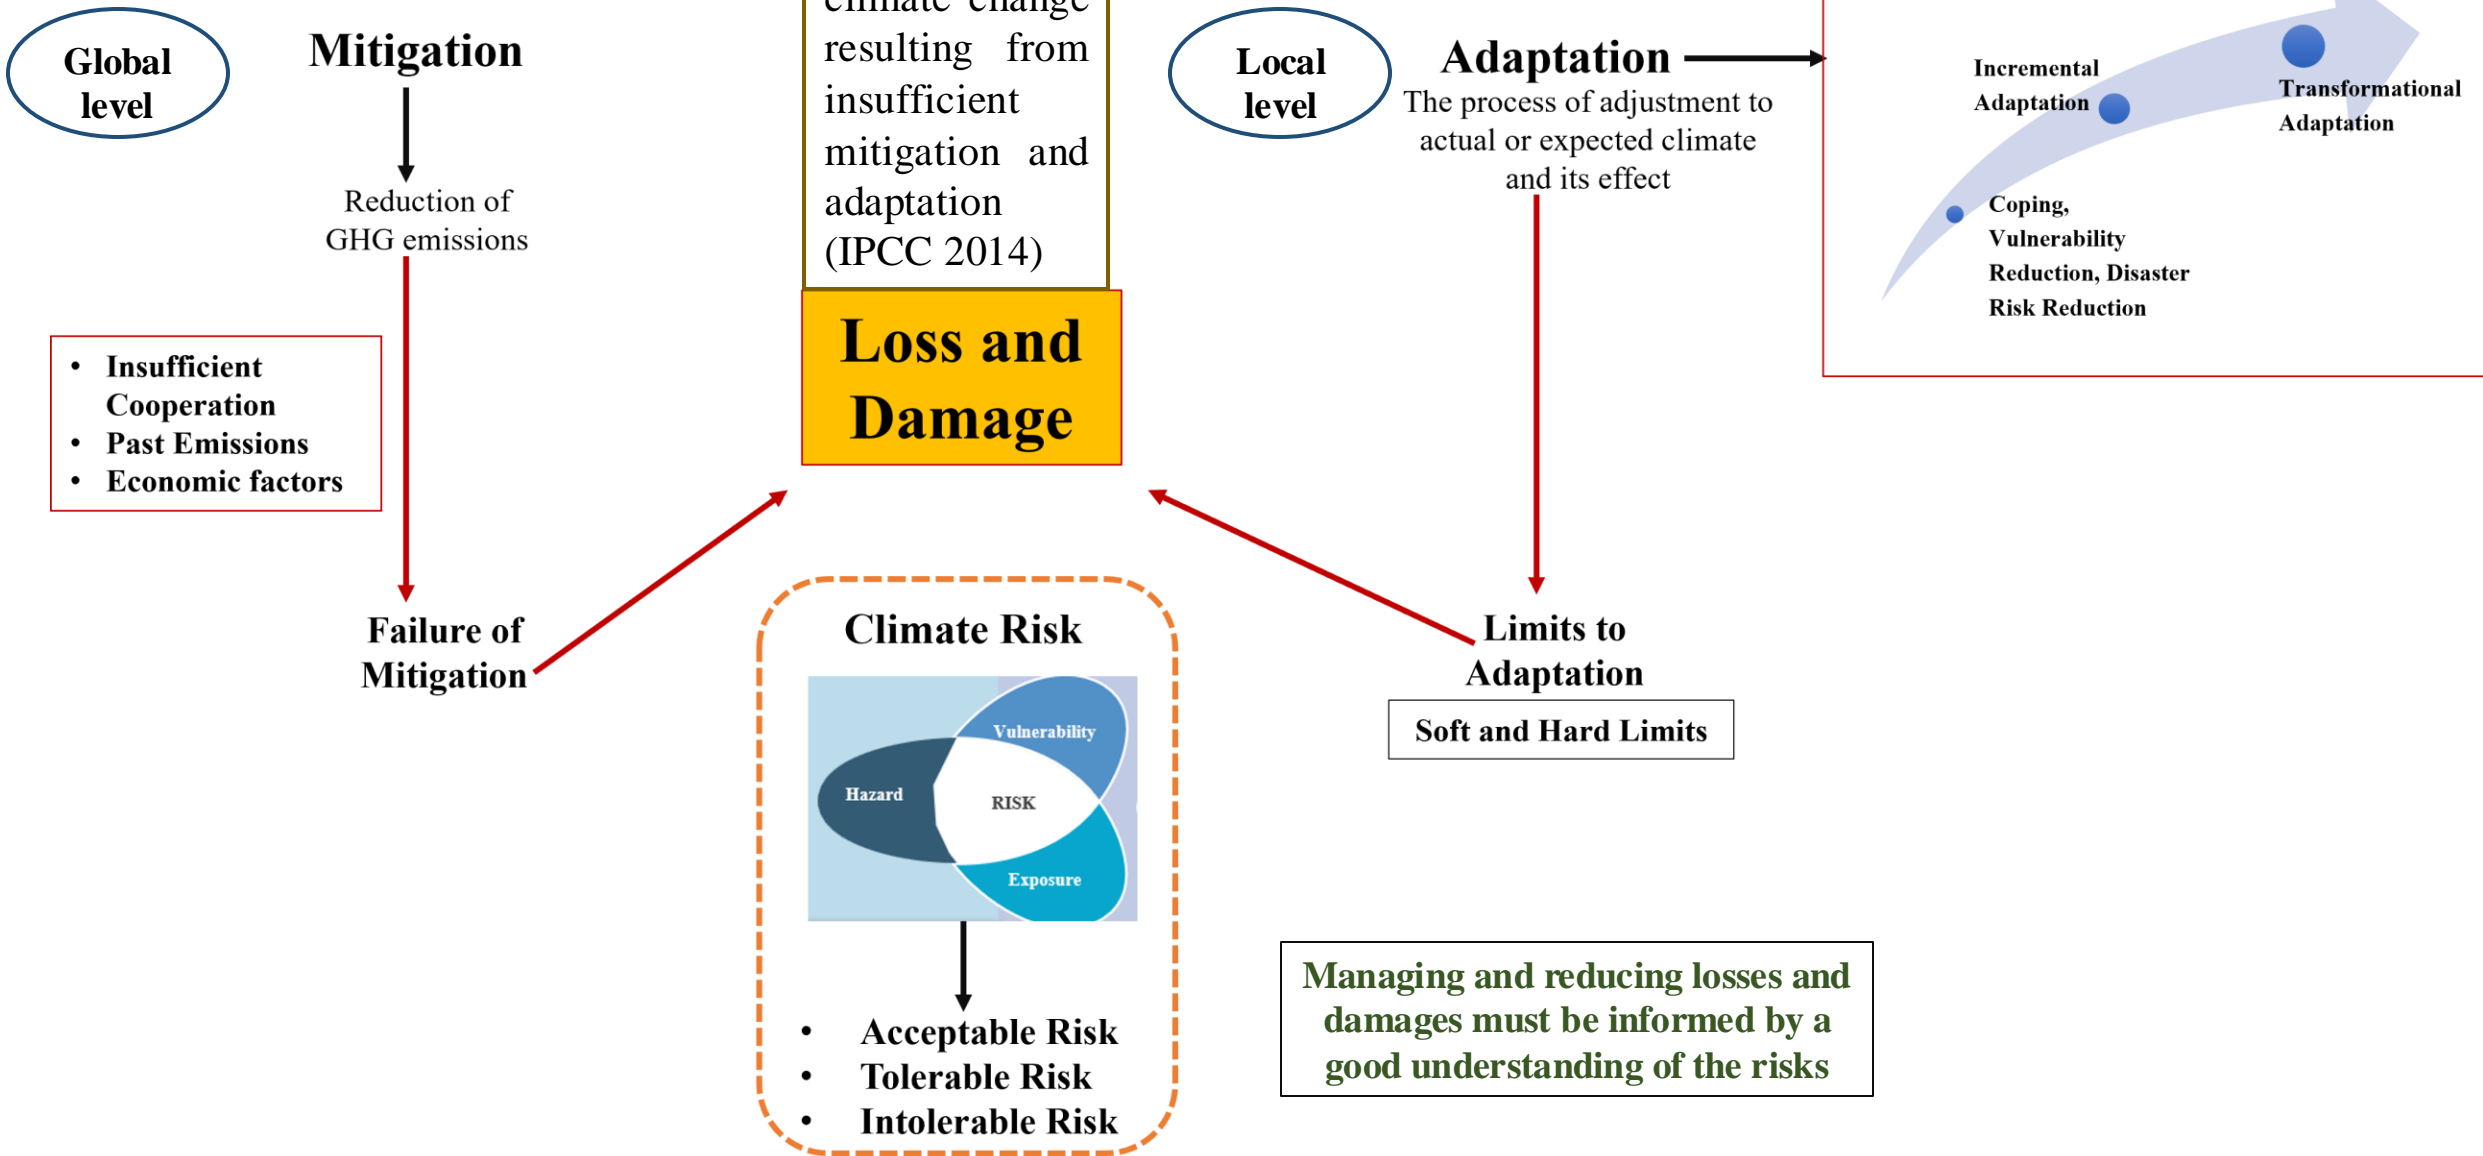 Global
level
Mitigation
Reduction of
GHG emissions
• Insufficient
Cooperation
• Past Emissions
• Economic factors
Failure of
Mitigation
climate change
resulting from
insufficient
mitigation and
adaptation
(IPCC 2014)
Loss and
Damage
Climate Risk
Vulnerability
Hazard
RISK
Exposure
• Acceptable Risk
• Tolerable Risk
• Intolerable Risk
Local
level
Adaptation
The process of adjustment to
actual or expected climate
and its effect
Limits to
Adaptation
Soft and Hard Limits
Incremental
Adaptation
Transformational
Adaptation
Coping,
Vulnerability
Reduction, Disaster
Risk Reduction
Managing and reducing losses and
damages must be informed by a
good understanding of the risks